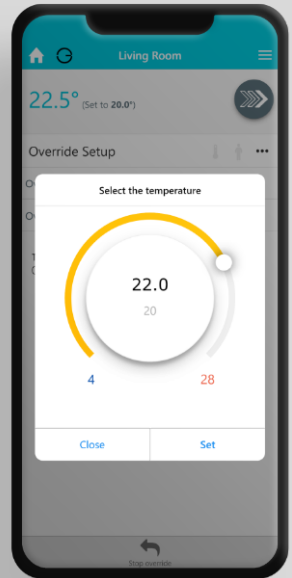 Living Room
22.5° (Set to 20.0°)
Override Setup
Select the temperature
22.0
20
4
28
Close
Set
Stop override